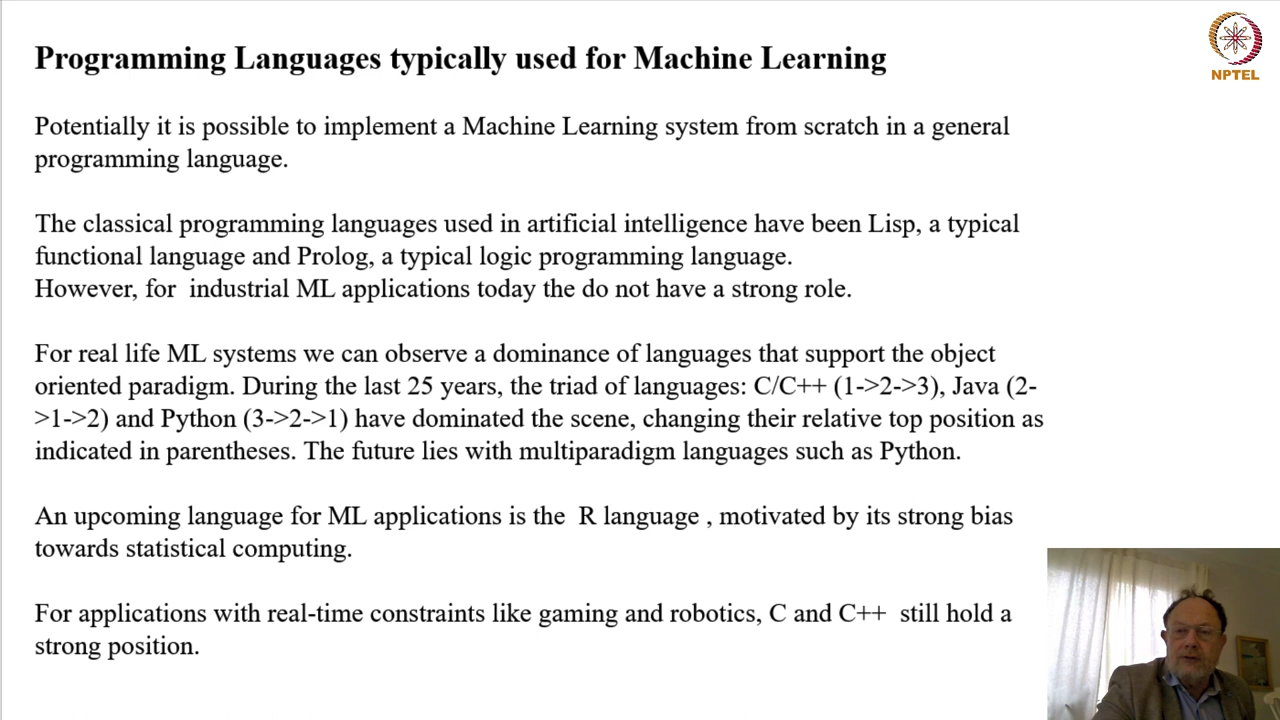 Programming Languages typically used for Machine Learning
NPTEL
Potentially it is possible to implement a Machine Learning system from scratch in a general
programming language.
The classical programming languages used in artificial intelligence have been Lisp, a typical
functional language and Prolog, a typical logic programming language.
However, for  industrial ML applications today the do not have a strong role.
For real life ML systems we can observe a dominance of languages that support the object
oriented paradigm. During the last 25 years, the triad of languages: C/C++ (1->2->3), Java (2-
>1->2) and Python (3->2->1) have dominated the scene, changing their relative top position as
indicated in parentheses. The future lies with multiparadigm languages such as Python.
An upcoming language for ML applications is the  R language , motivated by its strong bias
towards statistical computing.
For applications with real-time constraints like gaming and robotics, C and C++  still hold a
strong position.